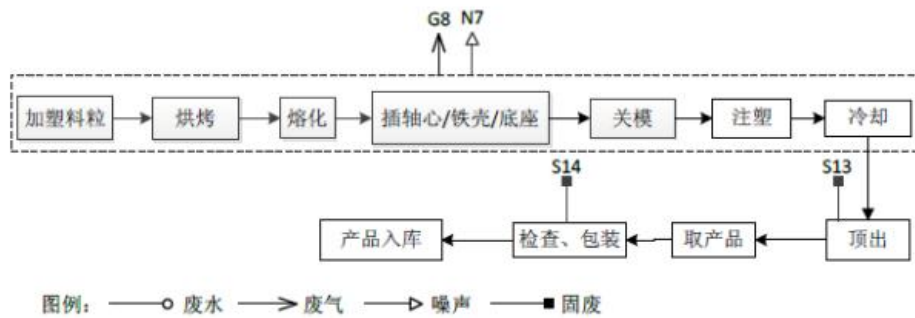 G8 N7
加塑料粒 烘烤 熔化 插轴心/铁壳/底座 关模 注塑 冷却
S14 S13
产品入库 检查、包装 取产品 顶出
图例： 废水 废气 噪声 固废